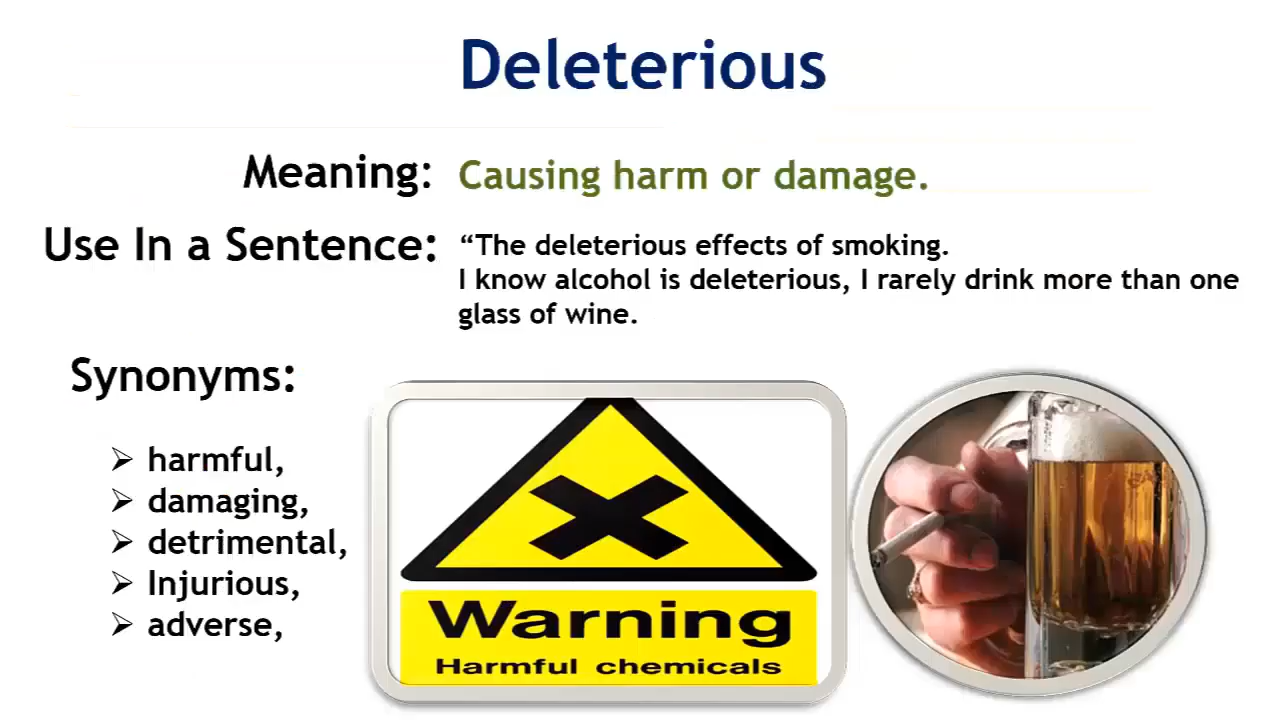 Deleterious
Meaning: Causing harm or damage.
Use In a Sentence: “The deleterious effects of smoking.
I know alcohol is deleterious, I rarely drink more than one
glass of wine.
Synonyms:
harmful,
damaging,
detrimental,
Injurious,
adverse,
Warning
Harmful chemicals